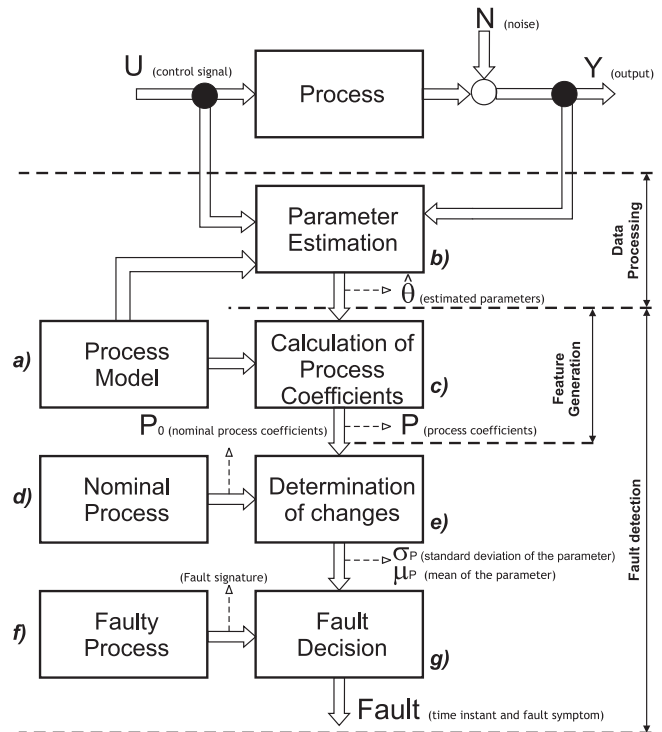 N
(noise)
U (control signal)
Y (output)
Process
Parameter
Estimation
b)
Data
Processing
θ̂ (estimated parameters)
a)
Process
Model
Calculation of
Process
Coefficients
c)
Feature
Generation
P0 (nominal process coefficients)
P (process coefficients)
d)
Nominal
Process
Determination
of changes
e)
Fault detection
σP (standard deviation of the parameter)
μP (mean of the parameter)
(Fault signature)
f)
Faulty
Process
Fault
Decision
g)
Fault (time instant and fault symptom)